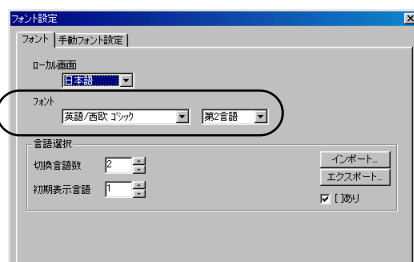 フォント設定
フォント 手動フォント設定
ローカル画面
日本語
フォント
英語/西欧 ゴシック 第2言語
言語選択
切換言語数 2 インポート...
初期表示言語 1 エクスポート...
[ ]あり